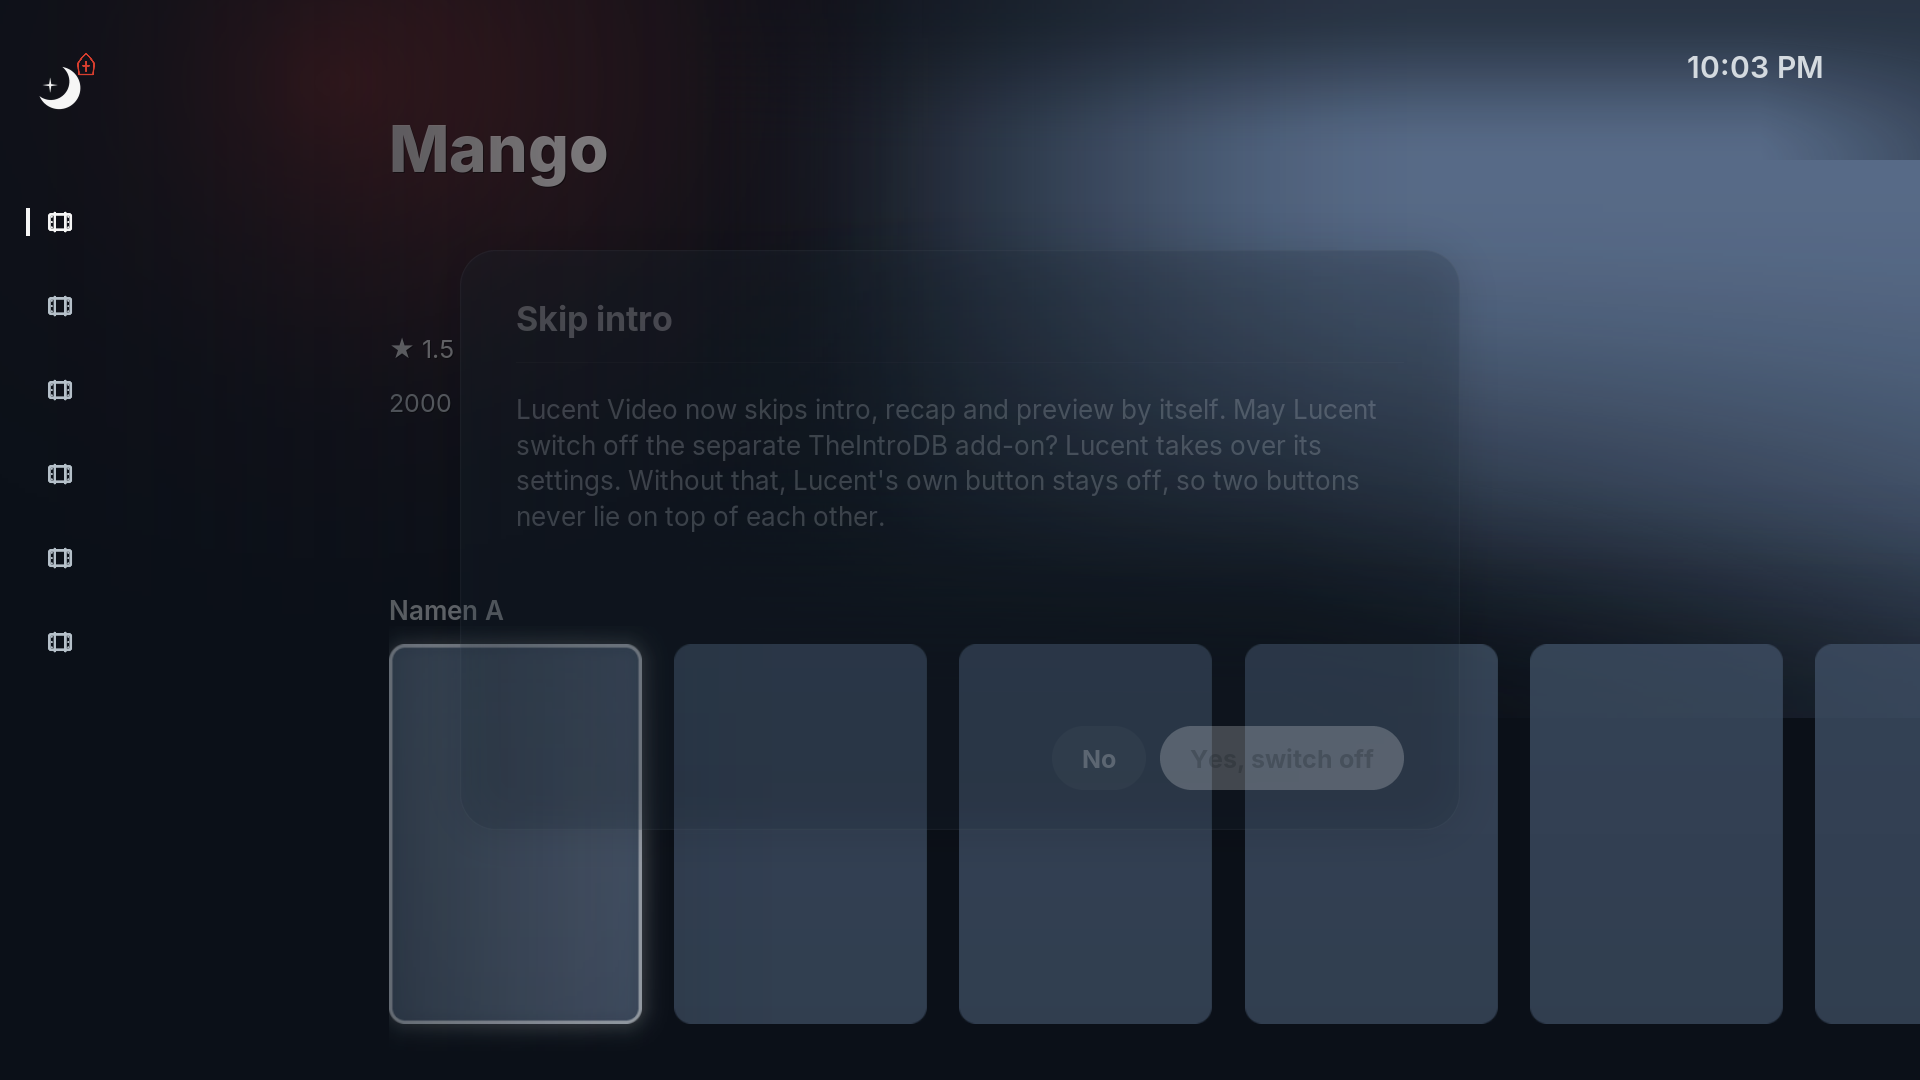 10:03 PM
Mango
Skip intro
★ 1.5
2000
Lucent Video now skips intro, recap and preview by itself. May Lucent
switch off the separate TheIntroDB add-on? Lucent takes over its
settings. Without that, Lucent's own button stays off, so two buttons
never lie on top of each other.
Namen A
No
Yes, switch off